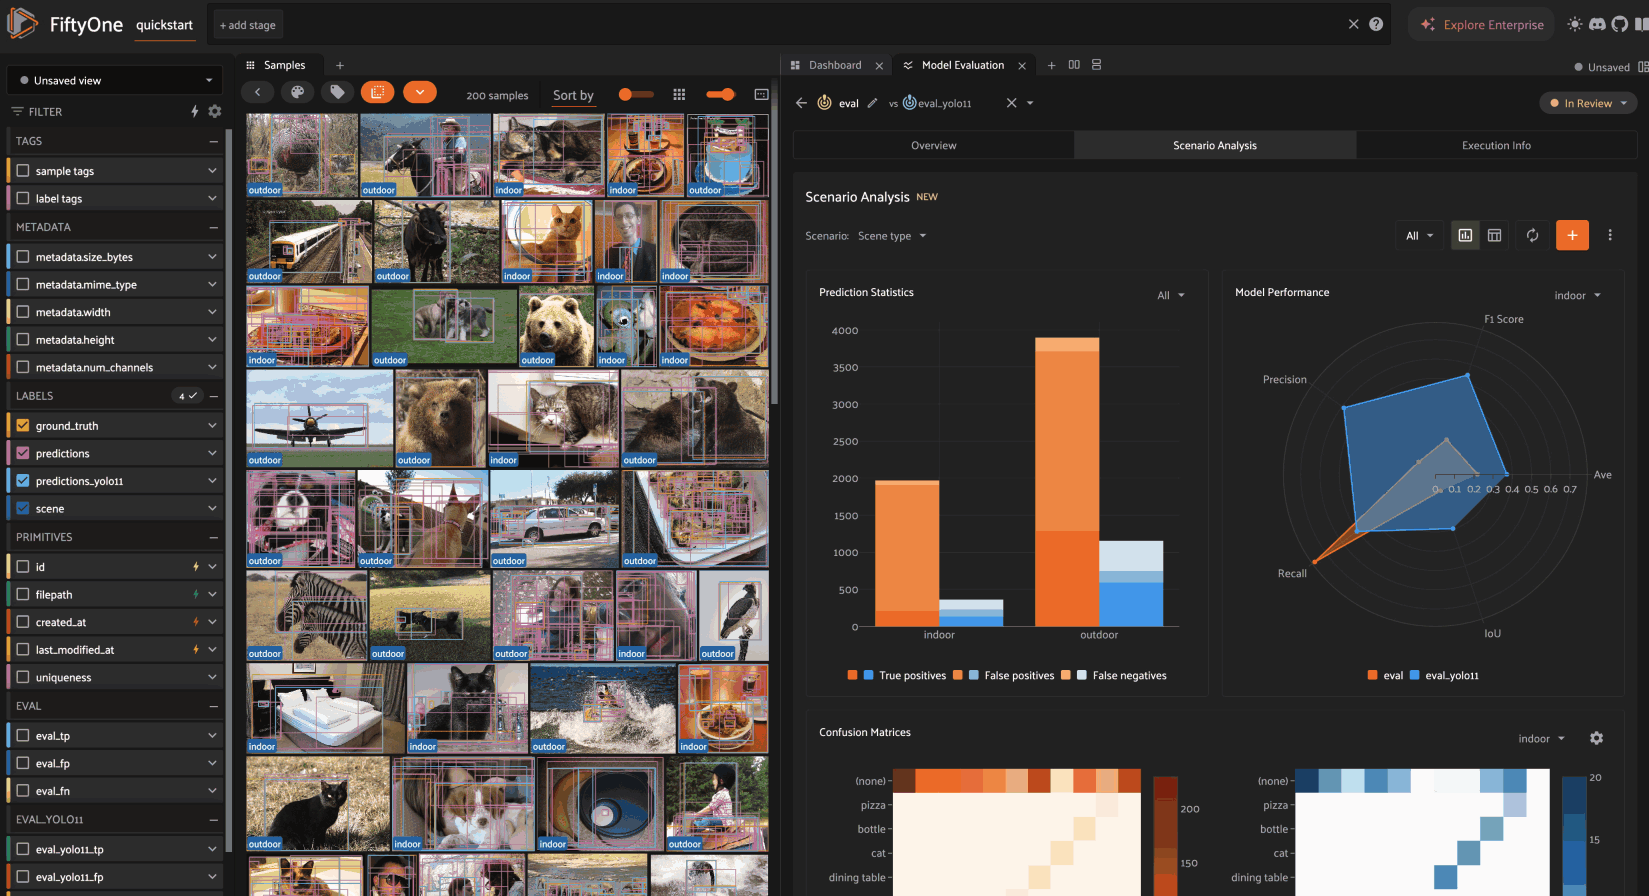 FiftyOne quickstart + add stage Explore Enterprise
Unsaved view
FILTER
TAGS
sample tags
label tags
METADATA
metadata.size_bytes
metadata.mime_type
metadata.width
metadata.height
metadata.num_channels
LABELS 4
ground_truth
predictions
predictions_yolo11
scene
PRIMITIVES
id
filepath
created_at
last_modified_at
uniqueness
EVAL
eval_tp
eval_fp
eval_fn
EVAL_YOLO11
eval_yolo11_tp
eval_yolo11_fp
Samples +
200 samples Sort by
outdoor outdoor indoor indoor outdoor
outdoor outdoor indoor indoor indoor
indoor outdoor outdoor indoor indoor
outdoor outdoor indoor outdoor
outdoor outdoor outdoor outdoor
outdoor outdoor outdoor indoor outdoor
indoor indoor outdoor indoor
outdoor indoor indoor outdoor
Dashboard Model Evaluation +
Unsaved
eval vs eval_yolo11
In Review
Overview Scenario Analysis Execution Info
Scenario Analysis NEW
Scenario: Scene type All
Prediction Statistics All
4000
3500
3000
2500
2000
1500
1000
500
0
indoor outdoor
True positives False positives False negatives
Model Performance indoor
F1 Score
Precision
Ave
0 0.1 0.2 0.3 0.4 0.5 0.6 0.7
Recall
IoU
eval eval_yolo11
Confusion Matrices indoor
(none)
pizza
bottle
cat
dining table
200
150
(none)
pizza
bottle
cat
dining table
20
15